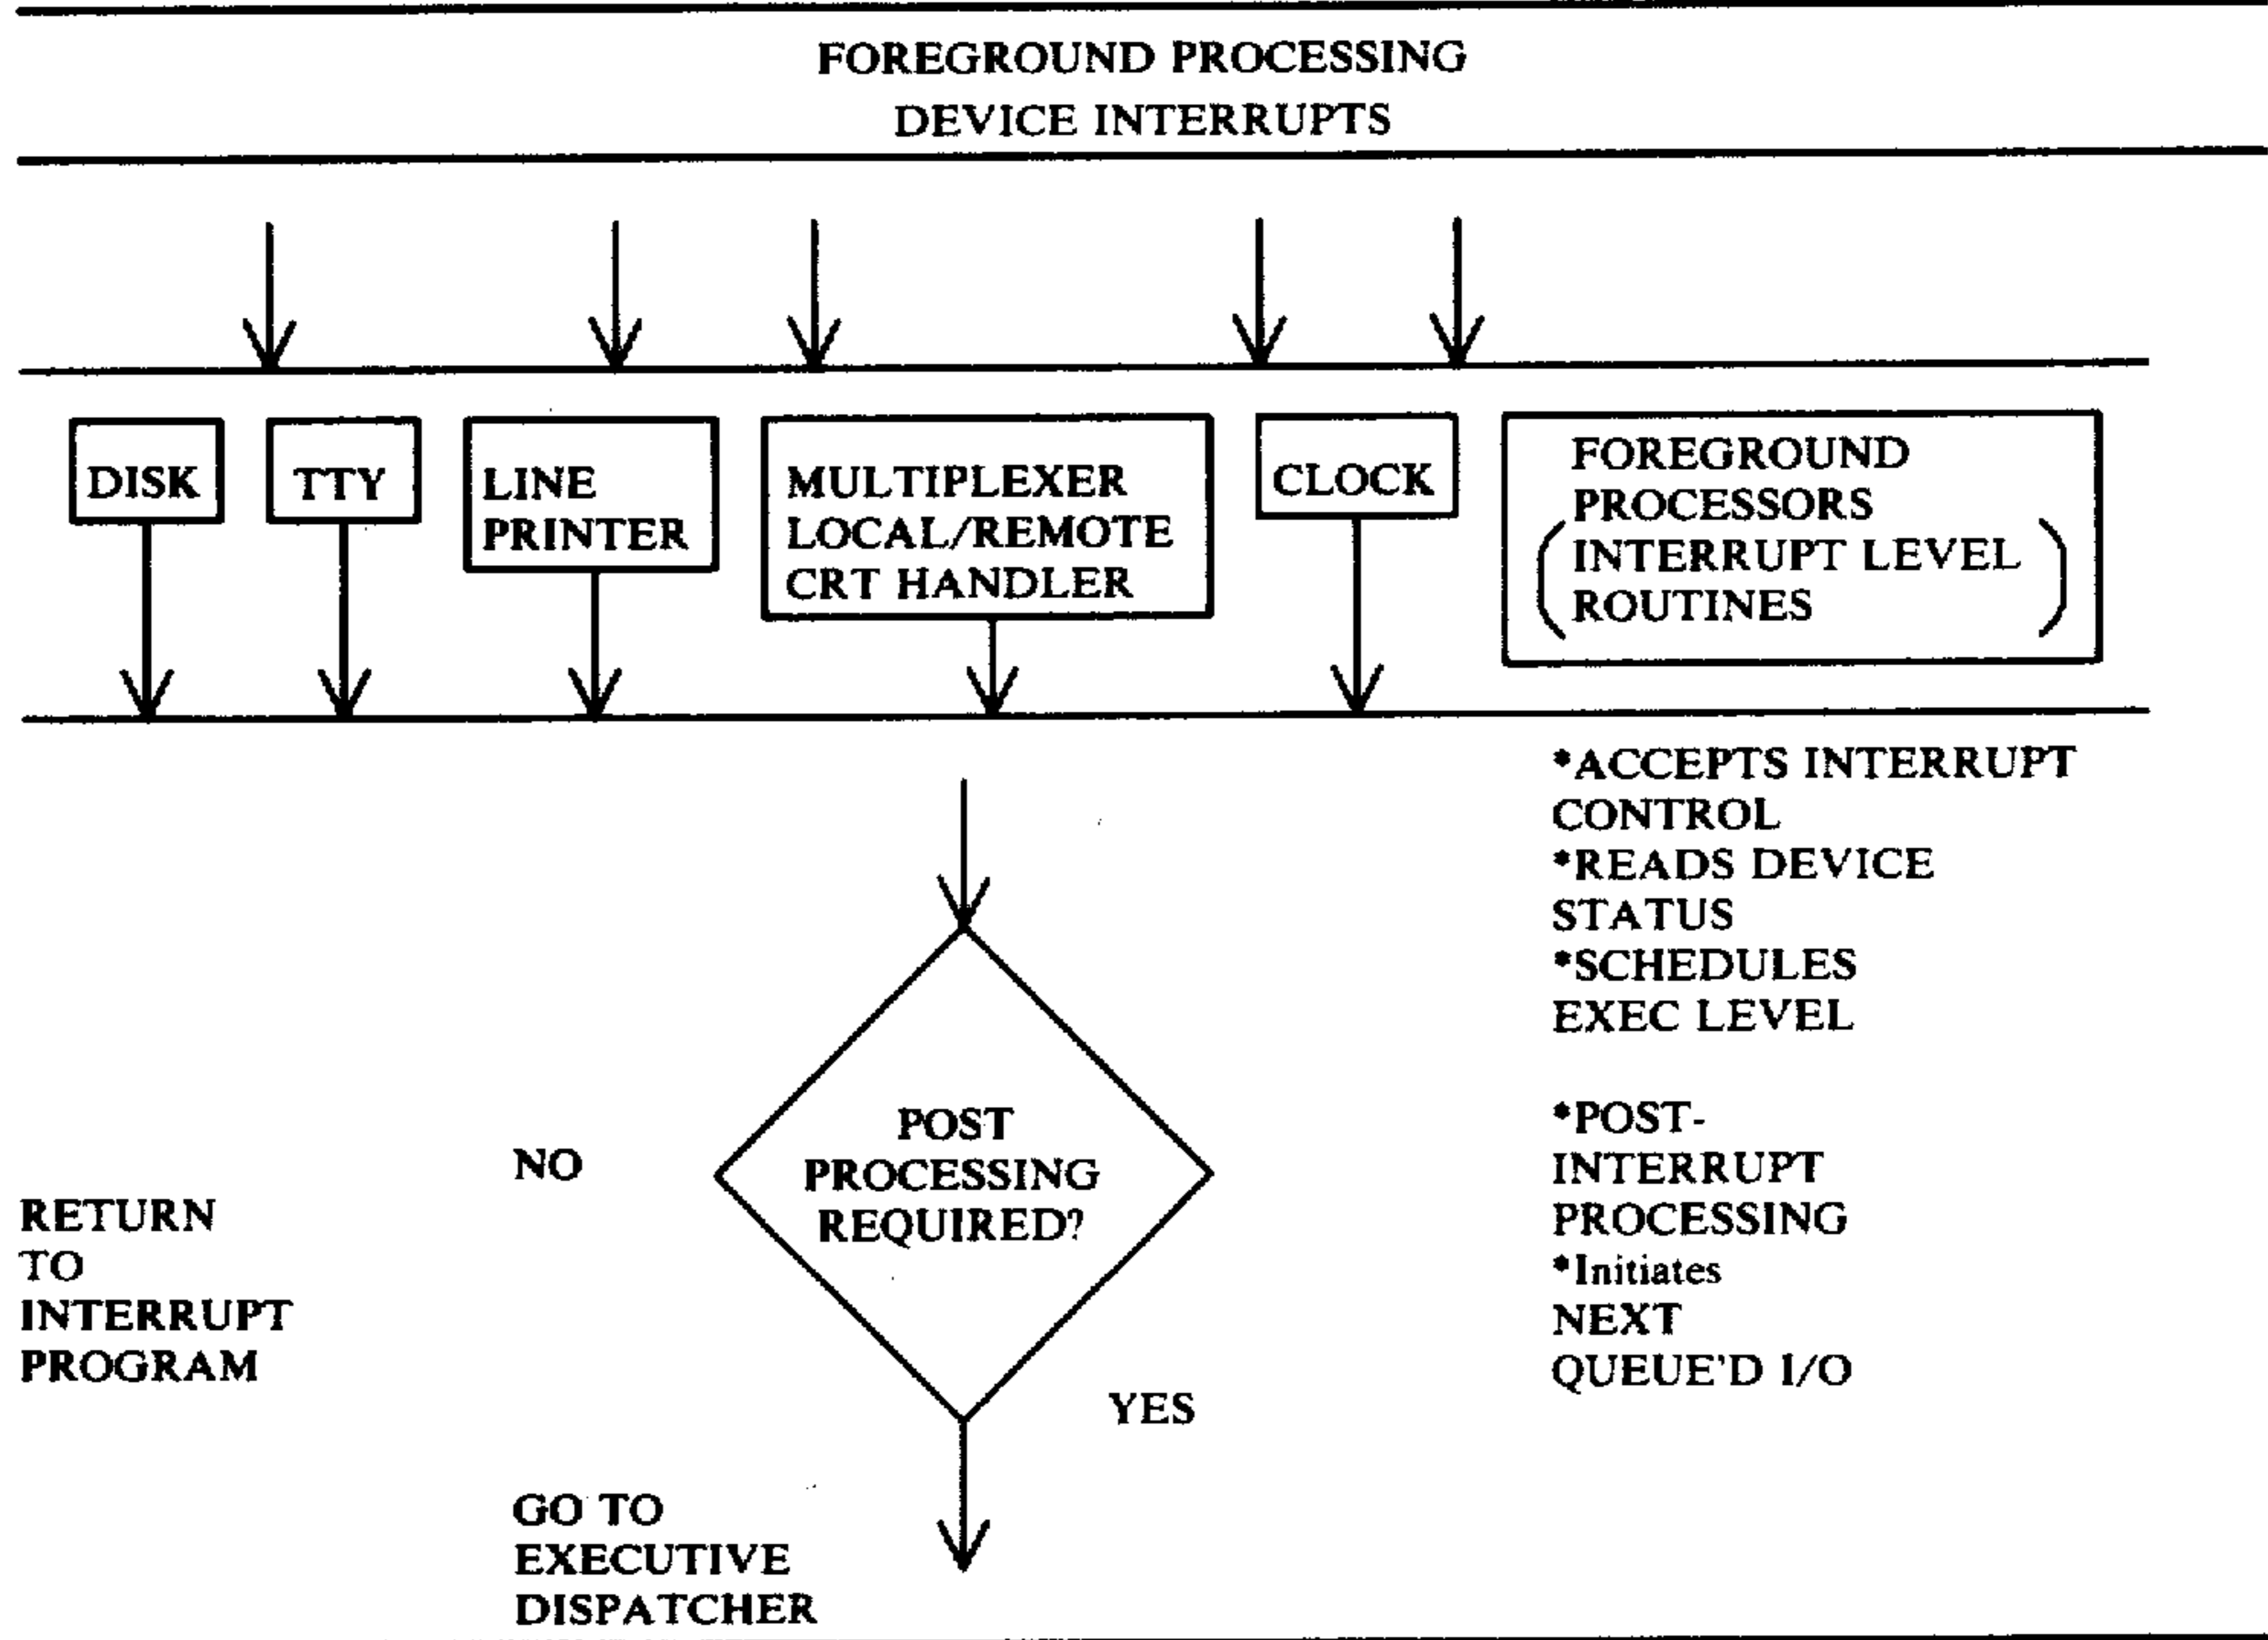 FOREGROUND PROCESSING
DEVICE INTERRUPTS
DISK
TTY
LINE
PRINTER
MULTIPLEXER
LOCAL/REMOTE
CRT HANDLER
CLOCK
FOREGROUND
PROCESSORS
(INTERRUPT LEVEL
ROUTINES)
*ACCEPTS INTERRUPT
CONTROL
*READS DEVICE
STATUS
*SCHEDULES
EXEC LEVEL
*POST-
INTERRUPT
PROCESSING
*Initiates
NEXT
QUEUE'D I/O
POST
PROCESSING
REQUIRED?
NO
RETURN
TO
INTERRUPT
PROGRAM
YES
GO TO
EXECUTIVE
DISPATCHER